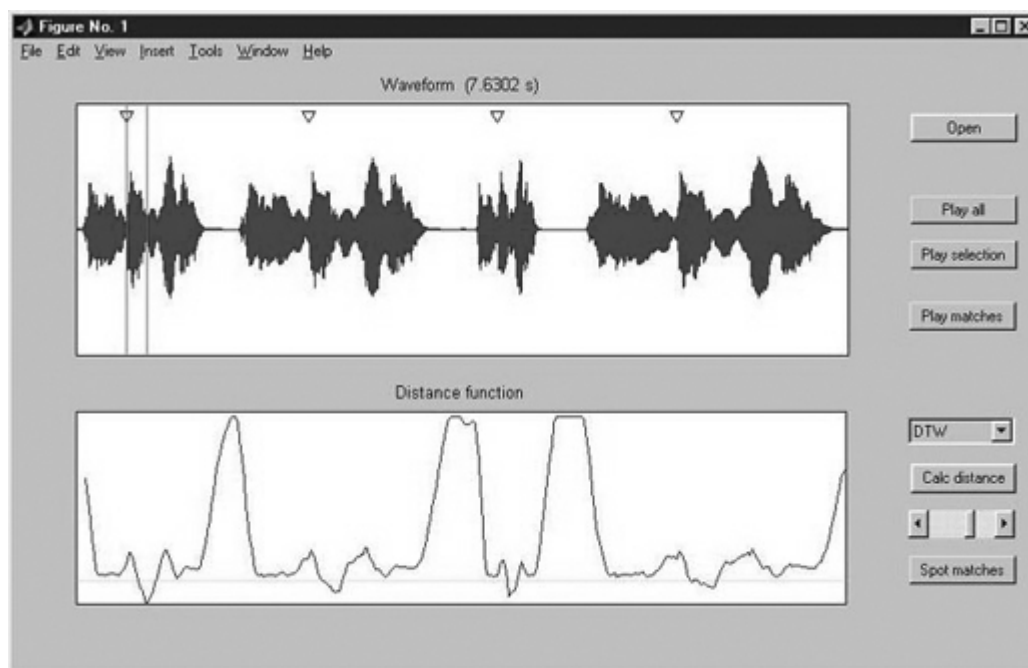 Figure No. 1
File Edit View Insert Tools Window Help
Waveform (7.6302 s)
Open
Play all
Play selection
Play matches
Distance function
DTW
Calc distance
Spot matches